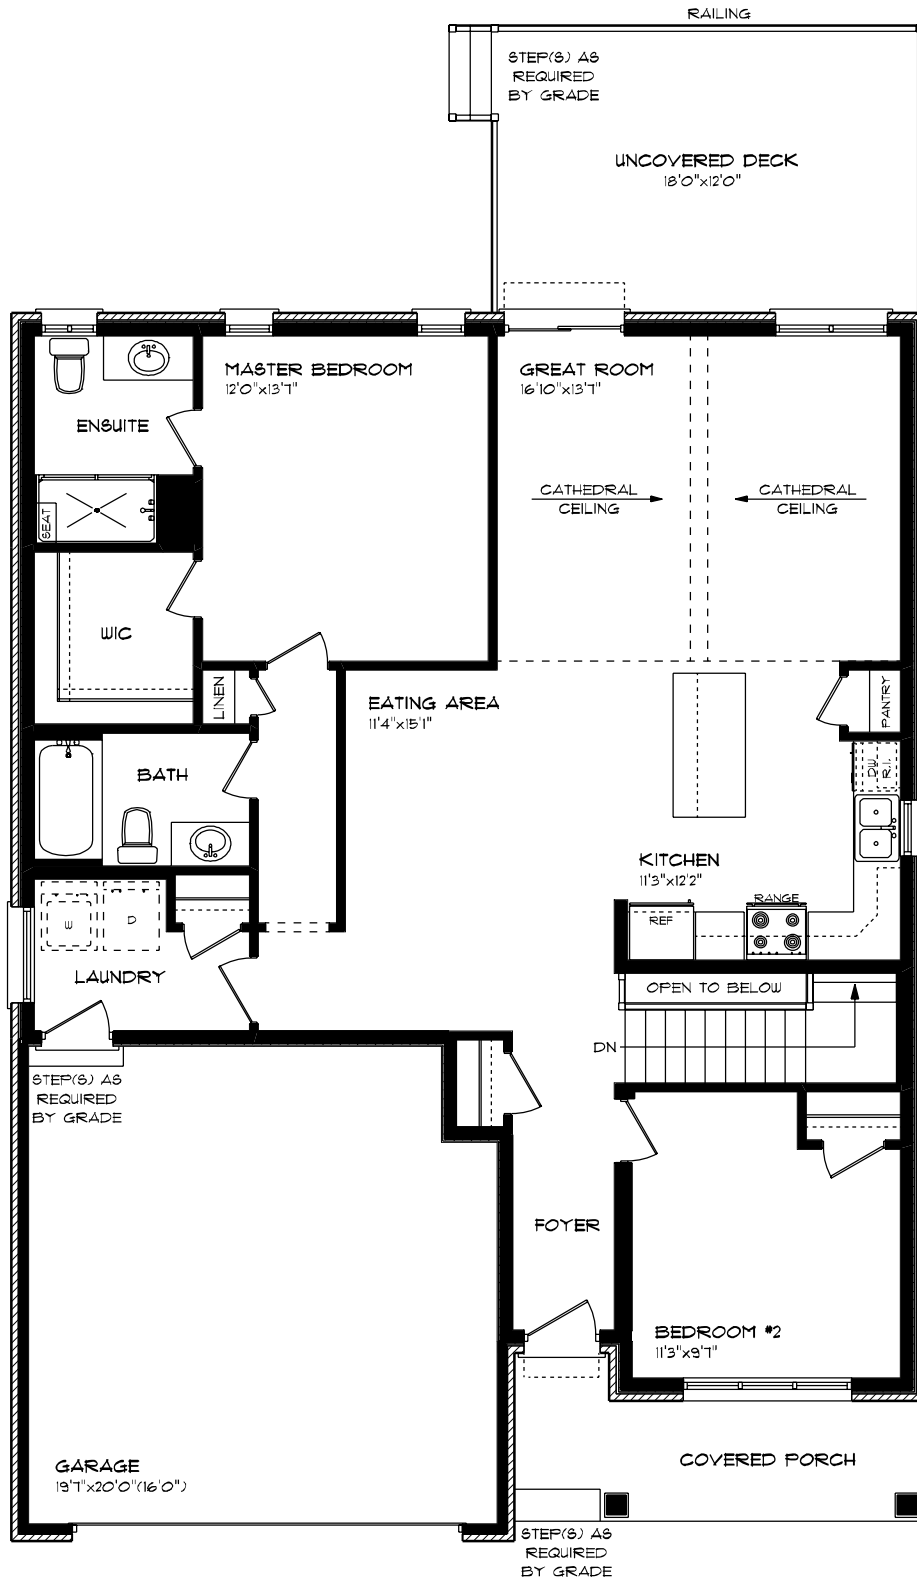 RAILING
STEP(S) AS
REQUIRED
BY GRADE
UNCOVERED DECK
18'0"x12'0"
MASTER BEDROOM
12'0"x13'7"
GREAT ROOM
16'10"x13'7"
ENSUITE
CATHEDRAL
CEILING
CATHEDRAL
CEILING
SEAT
WIC
LINEN
EATING AREA
11'4"x15'1"
PANTRY
BATH
DW
R.I.
KITCHEN
11'3"x12'2"
RANGE
REF
W
D
LAUNDRY
OPEN TO BELOW
DN
STEP(S) AS
REQUIRED
BY GRADE
FOYER
BEDROOM #2
11'3"x9'7"
GARAGE
19'7"x20'0"(16'0")
COVERED PORCH
STEP(S) AS
REQUIRED
BY GRADE